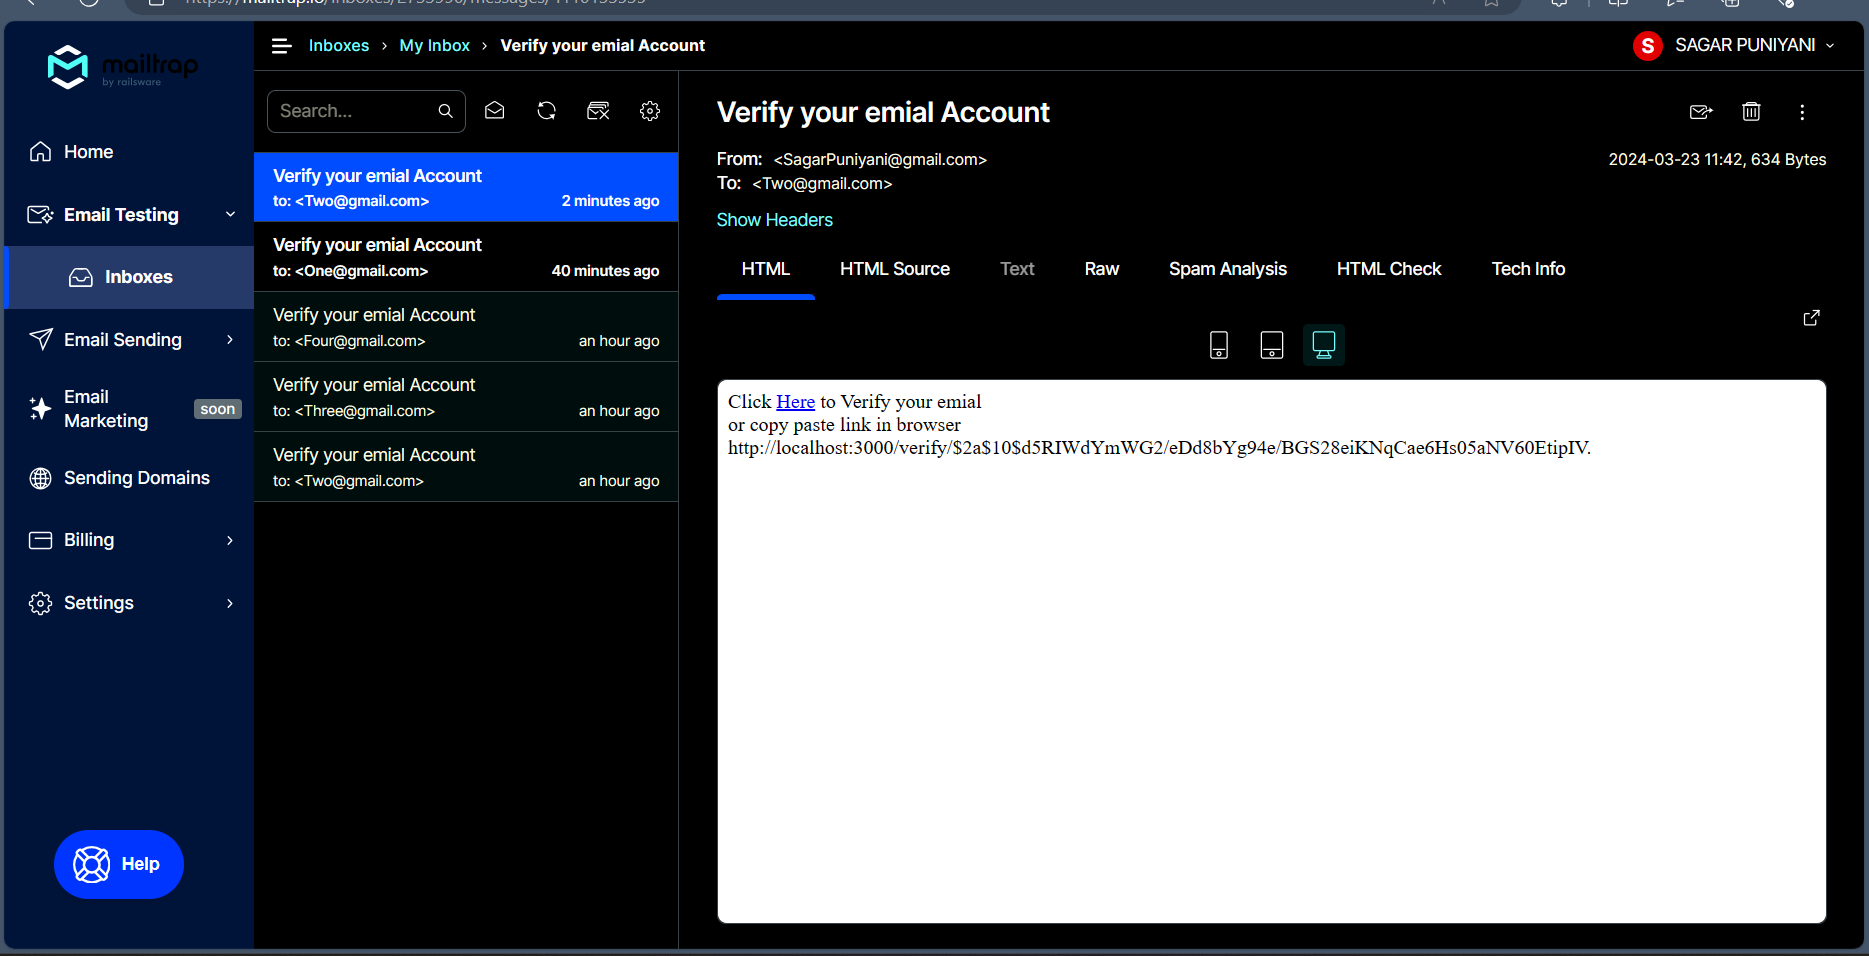 mailtrap
by railsware
Home
Email Testing
Inboxes
Email Sending
Email
Marketing
soon
Sending Domains
Billing
Settings
Help
Inboxes › My Inbox › Verify your emial Account
SAGAR PUNIYANI
S
Search...
Verify your emial Account
to: <Two@gmail.com> 2 minutes ago
Verify your emial Account
to: <One@gmail.com> 40 minutes ago
Verify your emial Account
to: <Four@gmail.com> an hour ago
Verify your emial Account
to: <Three@gmail.com> an hour ago
Verify your emial Account
to: <Two@gmail.com> an hour ago
Verify your emial Account
From: <SagarPuniyani@gmail.com>
2024-03-23 11:42, 634 Bytes
To: <Two@gmail.com>
Show Headers
HTML HTML Source Text Raw Spam Analysis HTML Check Tech Info
Click Here to Verify your emial
or copy paste link in browser
http://localhost:3000/verify/$2a$10$d5RIWdYmWG2/eDd8bYg94e/BGS28eiKNqCae6Hs05aNV60EtipIV.